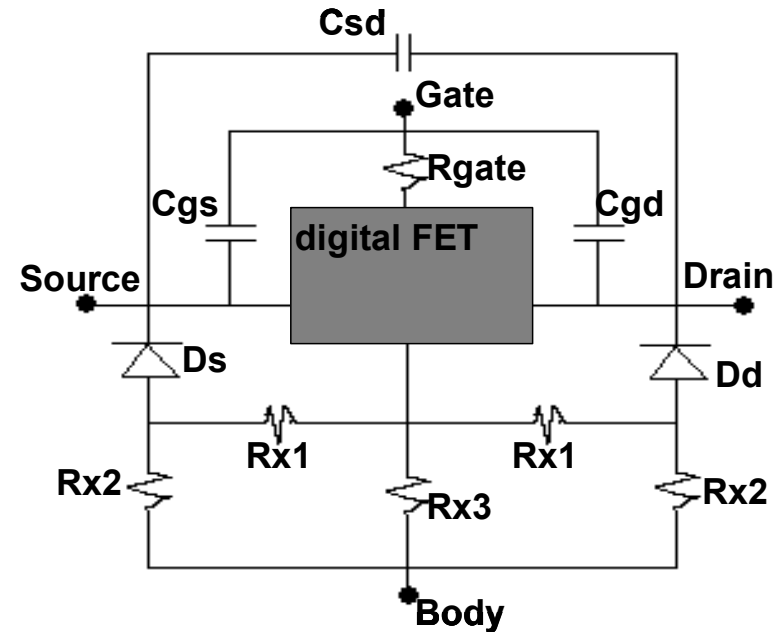 Csd
Gate
Rgate
Cgs
Cgd
digital FET
Source
Drain
Ds
Dd
Rx1
Rx1
Rx2
Rx3
Rx2
Body